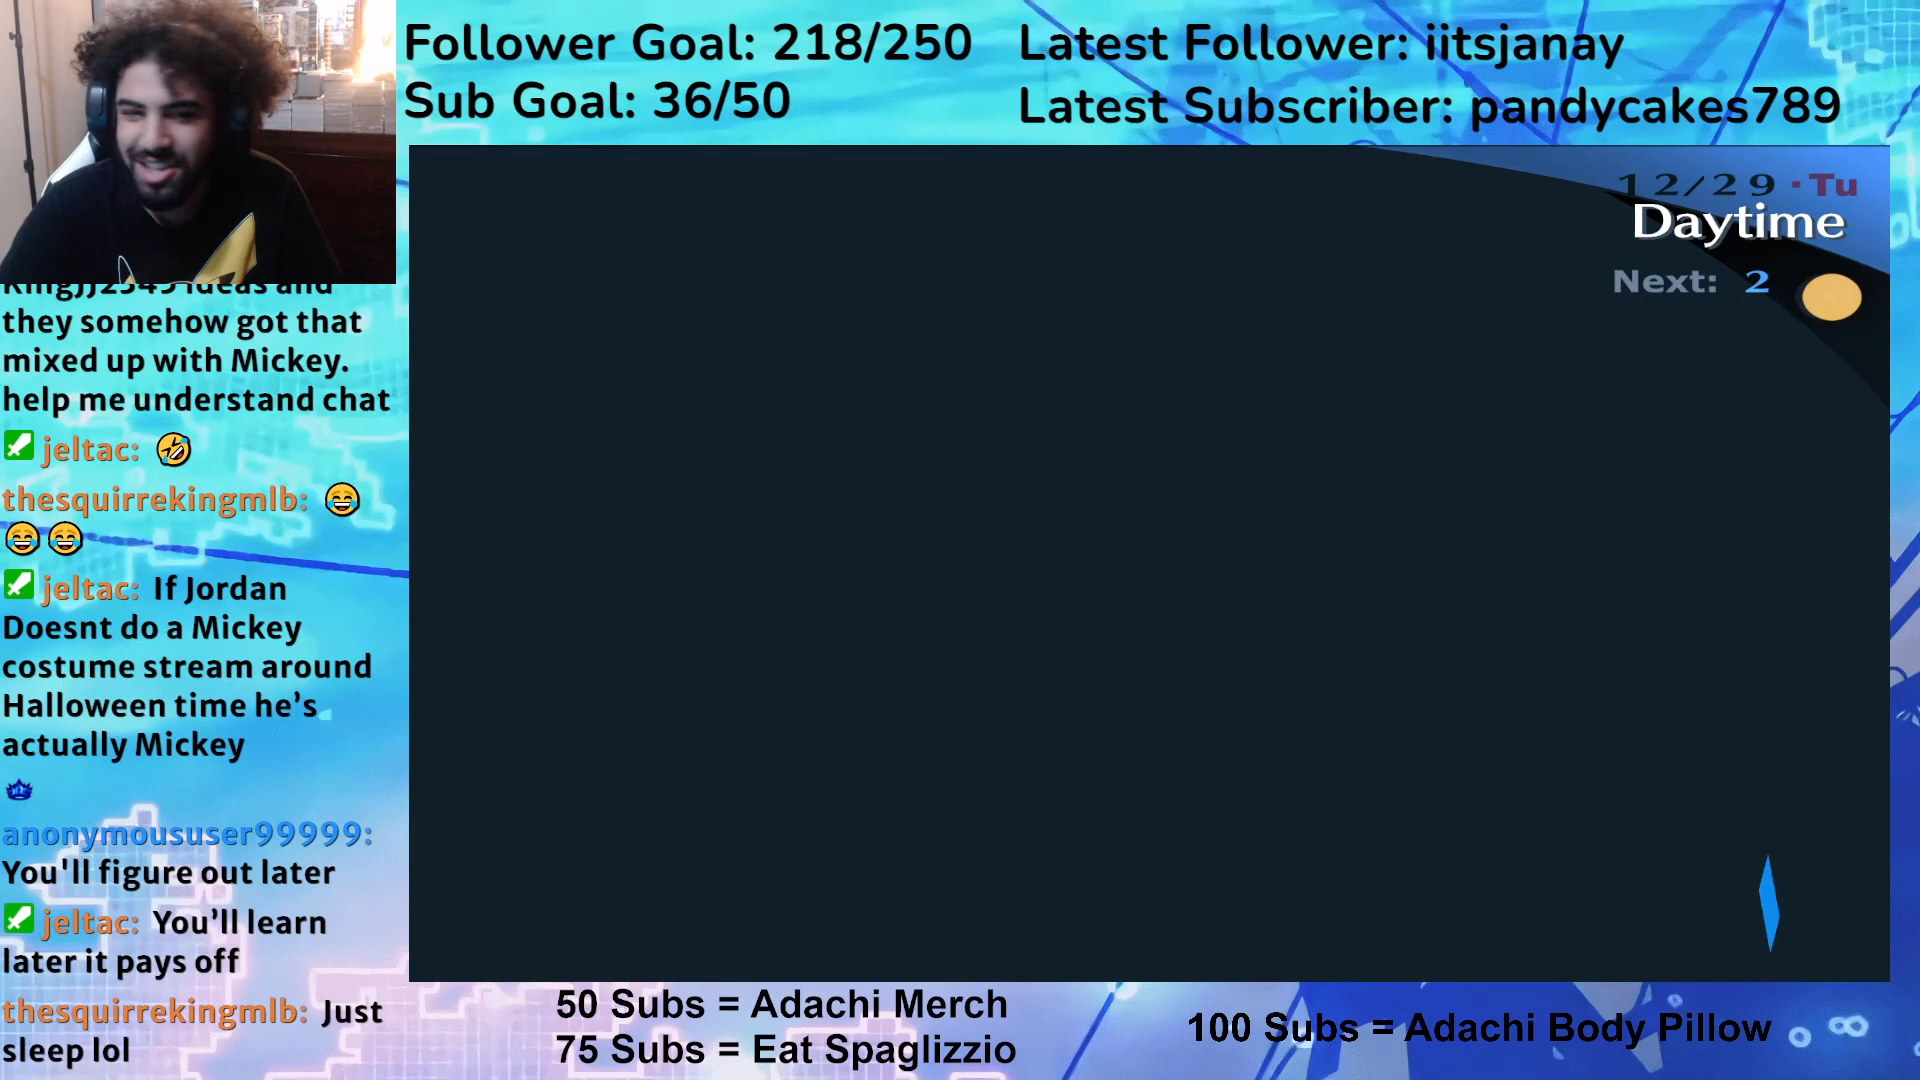 Follower Goal: 218/250
Latest Follower: iitsjanay
Sub Goal: 36/50
Latest Subscriber: pandycakes789
12/29 · Tu
Daytime
Next: 2
KingJJ2345 ideas and
they somehow got that
mixed up with Mickey.
help me understand chat
jeltac: 🤣
thesquirrekingmlb: 😂
😂 😂
jeltac: If Jordan
Doesnt do a Mickey
costume stream around
Halloween time he's
actually Mickey
anonymoususer99999:
You'll figure out later
jeltac: You'll learn
later it pays off
thesquirrekingmlb: Just
sleep lol
50 Subs = Adachi Merch
75 Subs = Eat Spaglizzio
100 Subs = Adachi Body Pillow